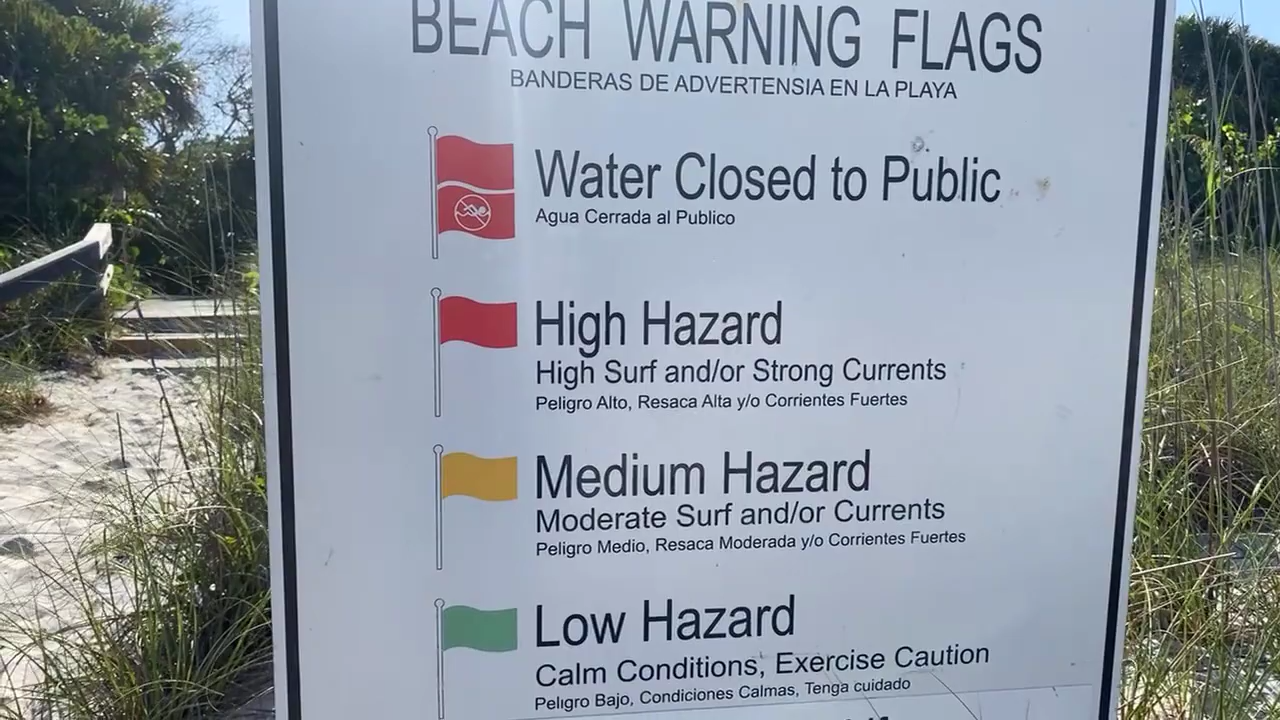 BEACH WARNING FLAGS
BANDERAS DE ADVERTENSIA EN LA PLAYA
Water Closed to Public
Agua Cerrada al Publico
High Hazard
High Surf and/or Strong Currents
Peligro Alto, Resaca Alta y/o Corrientes Fuertes
Medium Hazard
Moderate Surf and/or Currents
Peligro Medio, Resaca Moderada y/o Corrientes Fuertes
Low Hazard
Calm Conditions, Exercise Caution
Peligro Bajo, Condiciones Calmas, Tenga cuidado